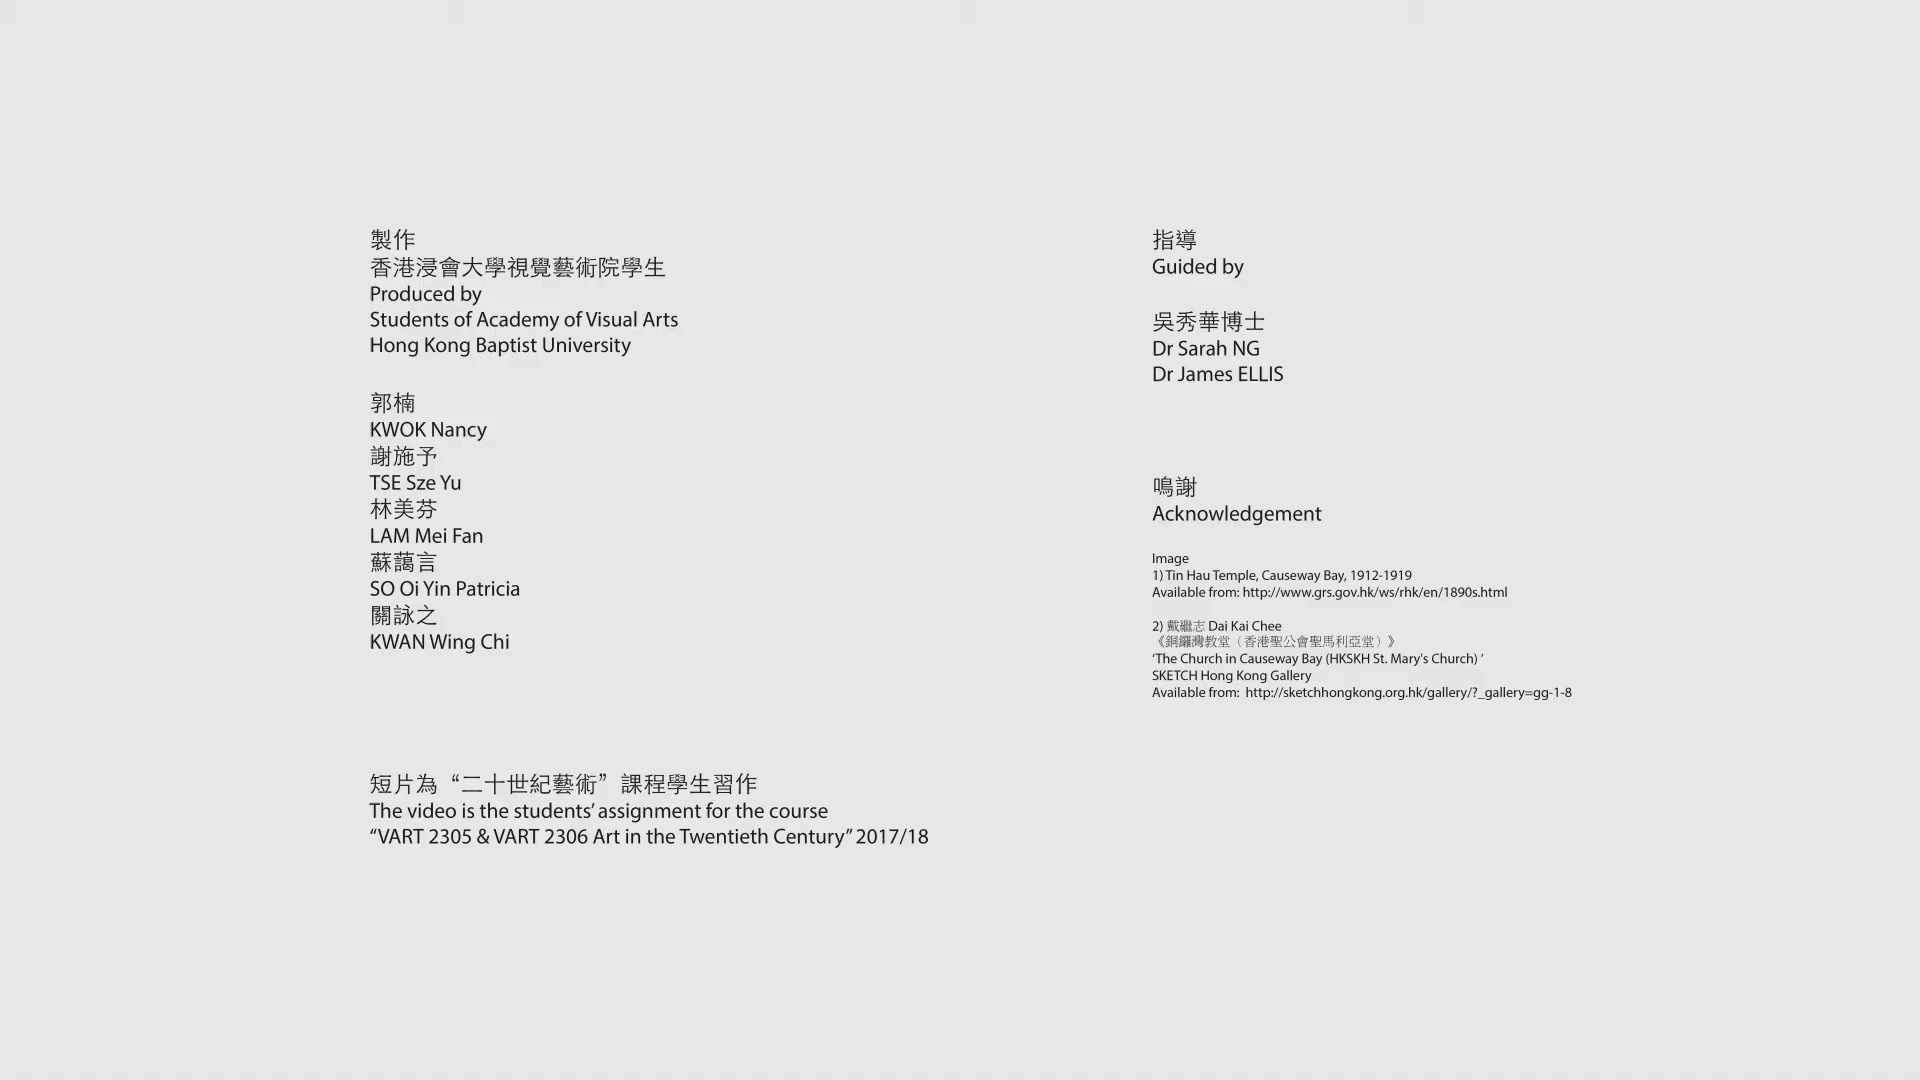 製作
香港浸會大學視覺藝術院學生
Produced by
Students of Academy of Visual Arts
Hong Kong Baptist University
郭楠
KWOK Nancy
謝施予
TSE Sze Yu
林美芬
LAM Mei Fan
蘇藹言
SO Oi Yin Patricia
關詠之
KWAN Wing Chi
短片為“二十世紀藝術”課程學生習作
The video is the students’ assignment for the course
“VART 2305 & VART 2306 Art in the Twentieth Century” 2017/18
指導
Guided by
吳秀華博士
Dr Sarah NG
Dr James ELLIS
鳴謝
Acknowledgement
Image
1) Tin Hau Temple, Causeway Bay, 1912-1919
Available from: http://www.grs.gov.hk/ws/rhk/en/1890s.html
2) 戴繼志 Dai Kai Chee
《銅鑼灣教堂（香港聖公會聖馬利亞堂）》
‘The Church in Causeway Bay (HKSKH St. Mary's Church) ’
SKETCH Hong Kong Gallery
Available from: http://sketchhongkong.org.hk/gallery/?_gallery=gg-1-8